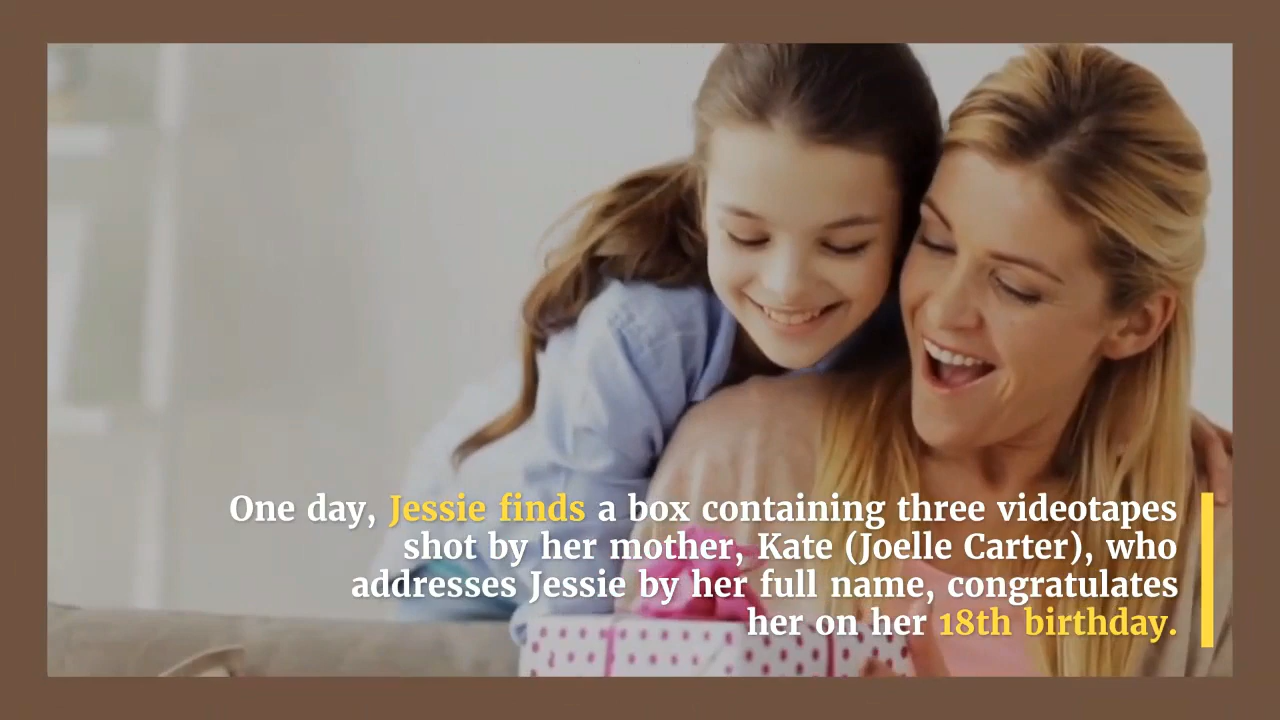 One day, Jessie finds a box containing three videotapes
shot by her mother, Kate (Joelle Carter), who
addresses Jessie by her full name, congratulates
her on her 18th birthday.